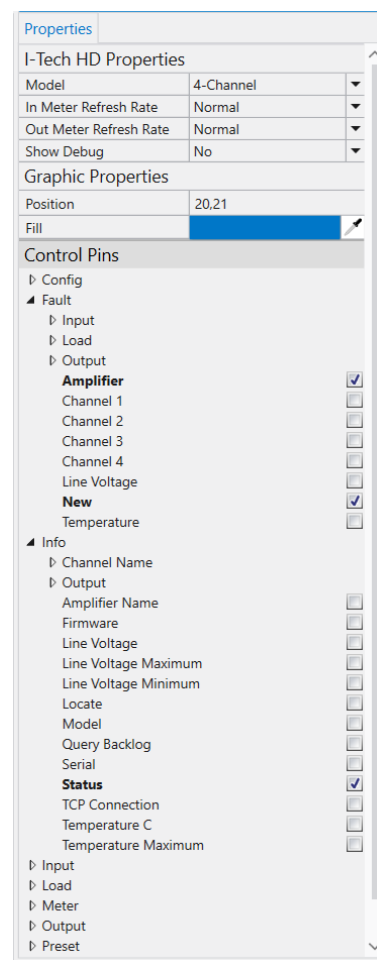 Properties
I-Tech HD Properties
Model 4-Channel
In Meter Refresh Rate Normal
Out Meter Refresh Rate Normal
Show Debug No
Graphic Properties
Position 20,21
Fill
Control Pins
Config
Fault
Input
Load
Output
Amplifier
Channel 1
Channel 2
Channel 3
Channel 4
Line Voltage
New
Temperature
Info
Channel Name
Output
Amplifier Name
Firmware
Line Voltage
Line Voltage Maximum
Line Voltage Minimum
Locate
Model
Query Backlog
Serial
Status
TCP Connection
Temperature C
Temperature Maximum
Input
Load
Meter
Output
Preset